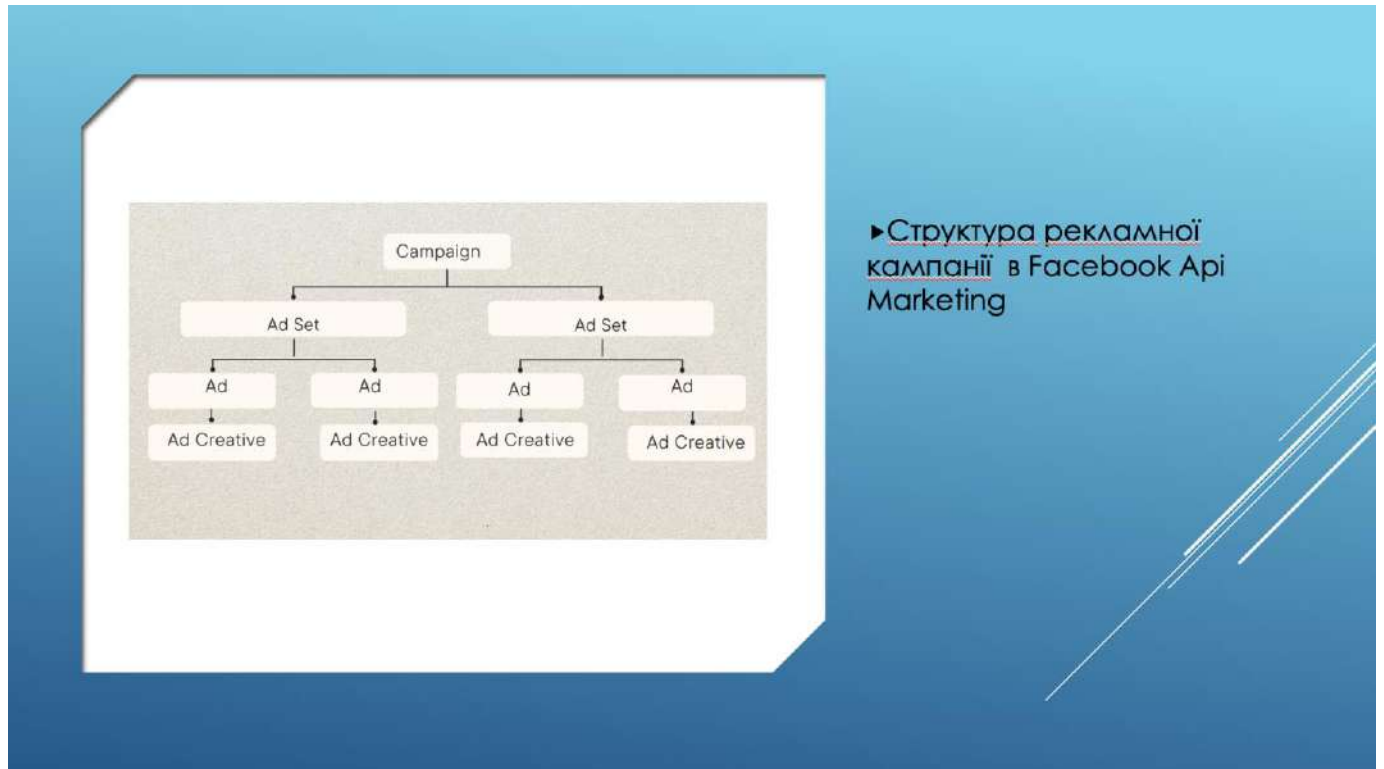 Campaign
Ad Set Ad Set
Ad Ad Ad Ad
Ad Creative Ad Creative Ad Creative Ad Creative
▶Структура рекламної
кампанії в Facebook Api
Marketing